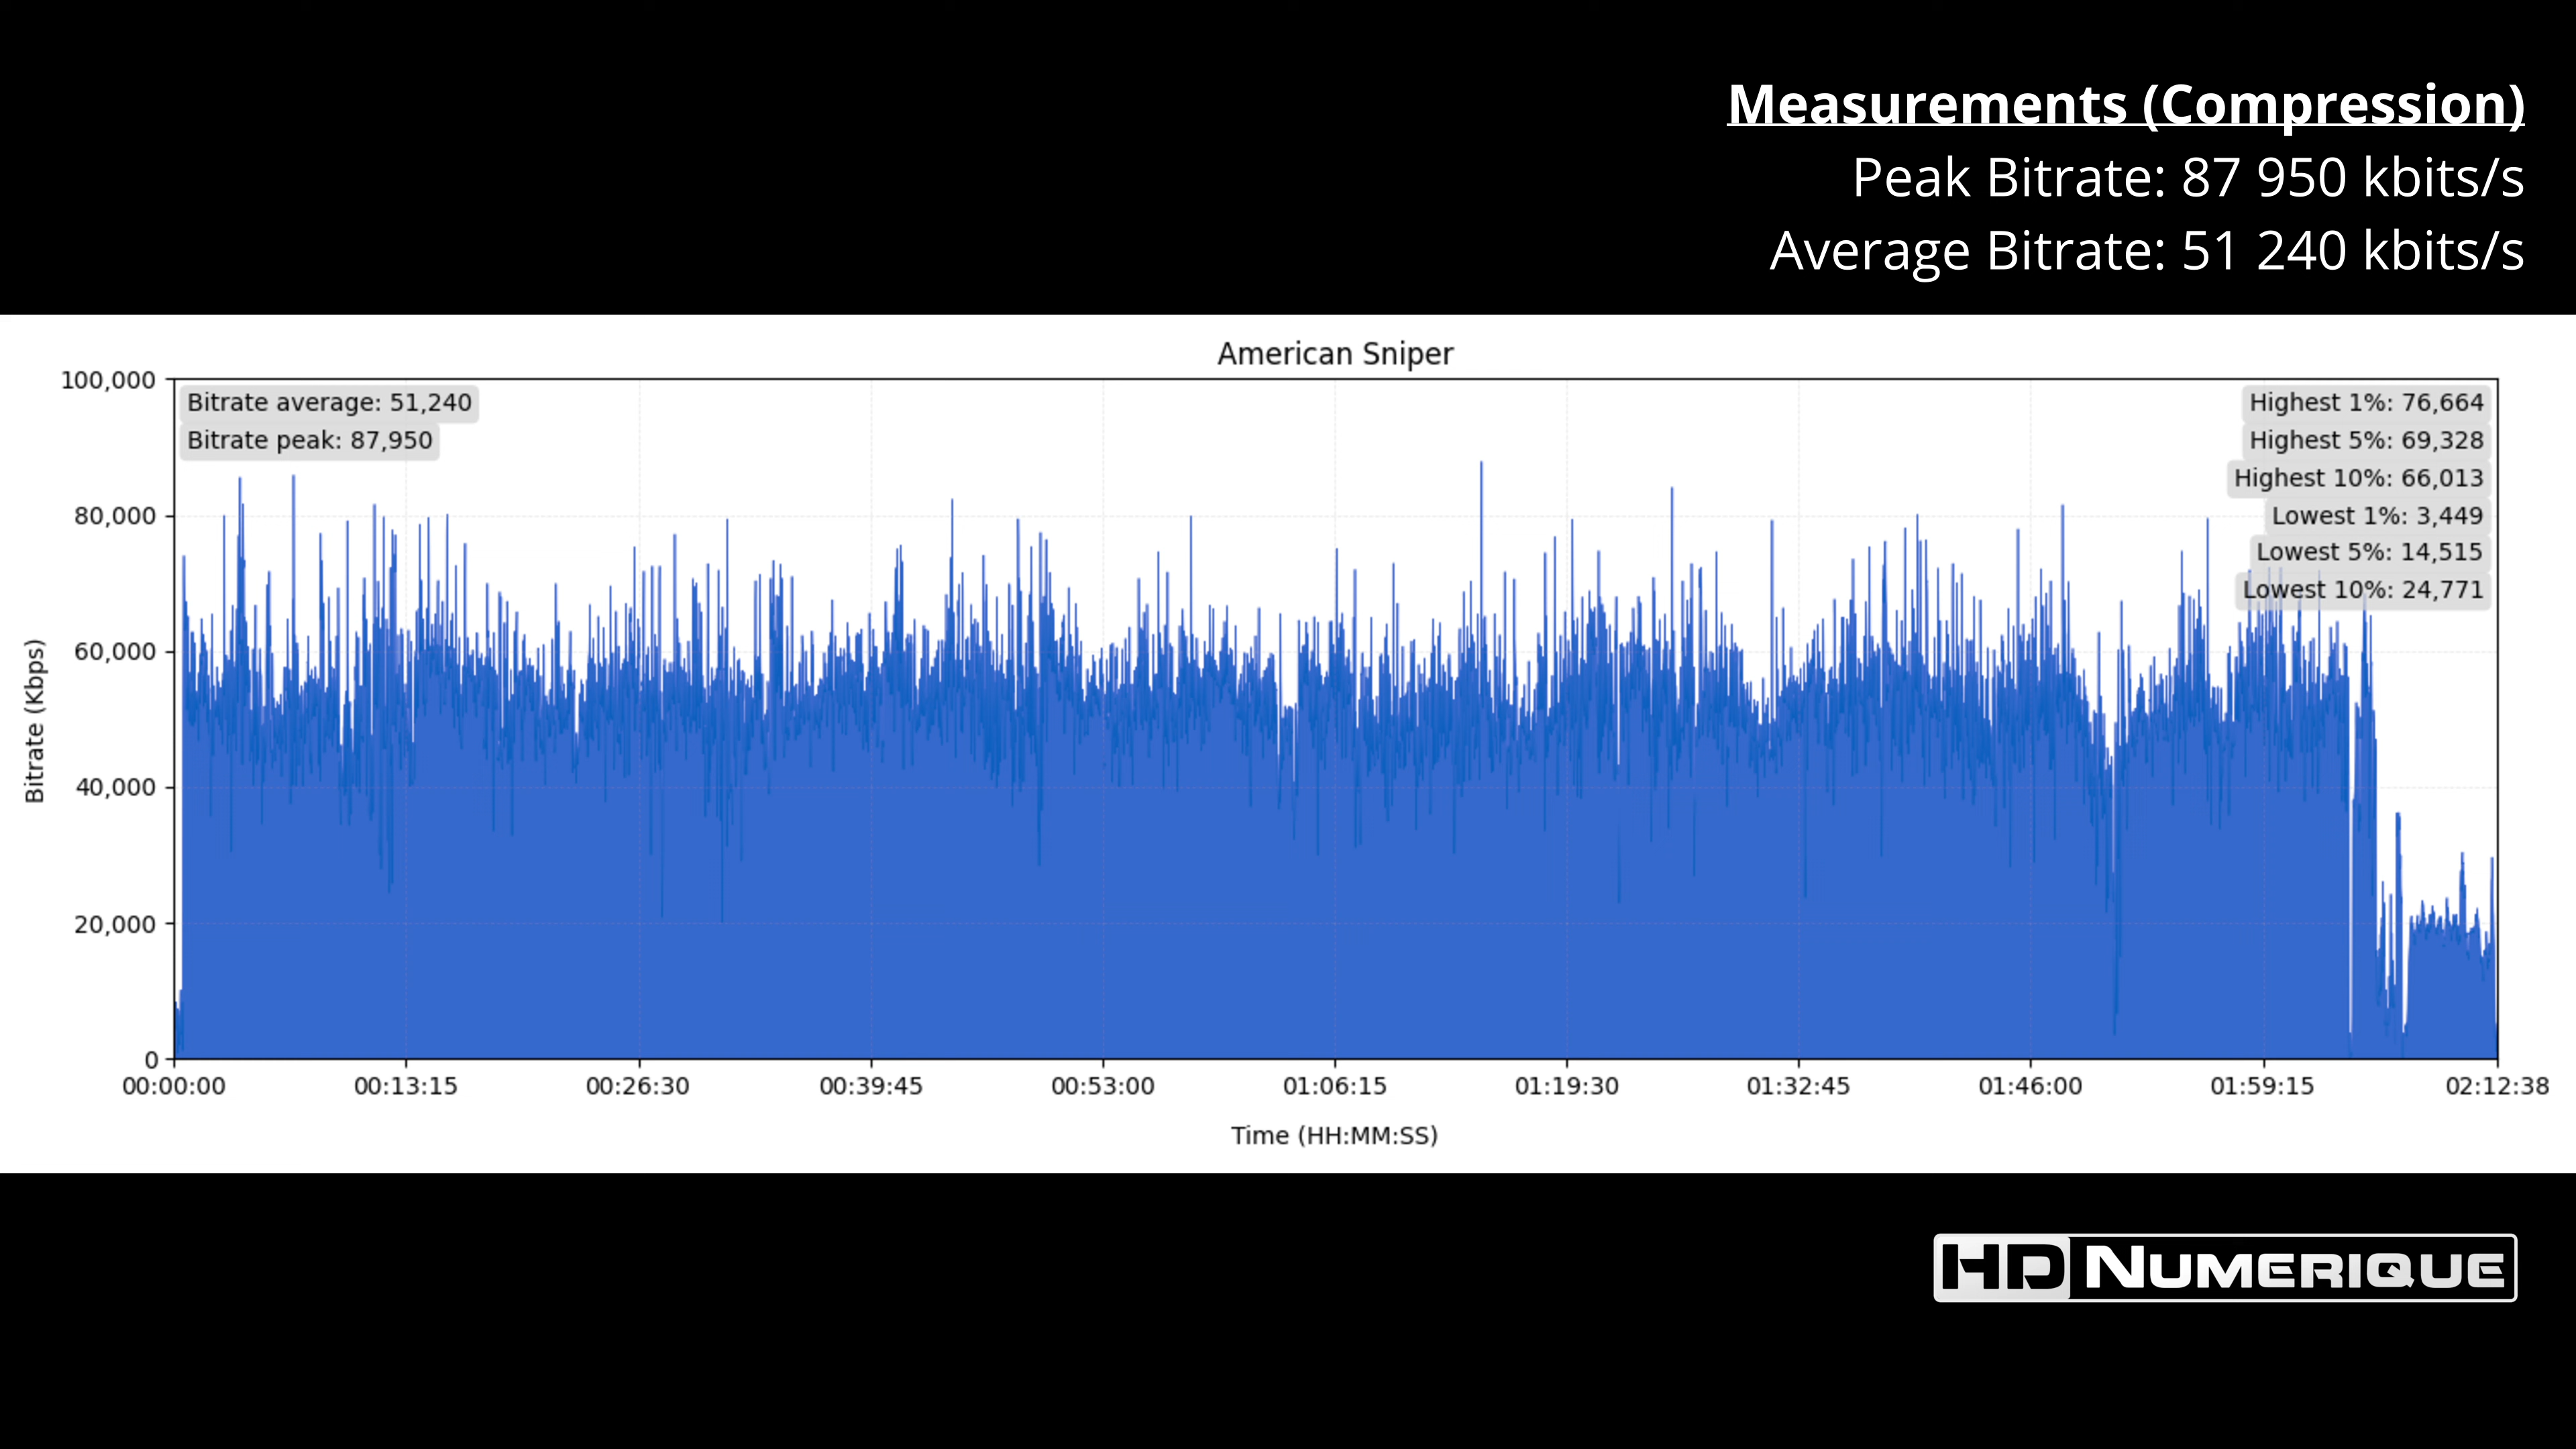 Measurements (Compression)
Peak Bitrate: 87 950 kbits/s
Average Bitrate: 51 240 kbits/s
American Sniper
Bitrate average: 51,240
Bitrate peak: 87,950
Highest 1%: 76,664
Highest 5%: 69,328
Highest 10%: 66,013
Lowest 1%: 3,449
Lowest 5%: 14,515
Lowest 10%: 24,771
Bitrate (Kbps)
100,000
80,000
60,000
40,000
20,000
0
00:00:00 00:13:15 00:26:30 00:39:45 00:53:00 01:06:15 01:19:30 01:32:45 01:46:00 01:59:15 02:12:38
Time (HH:MM:SS)
HD NUMERIQUE